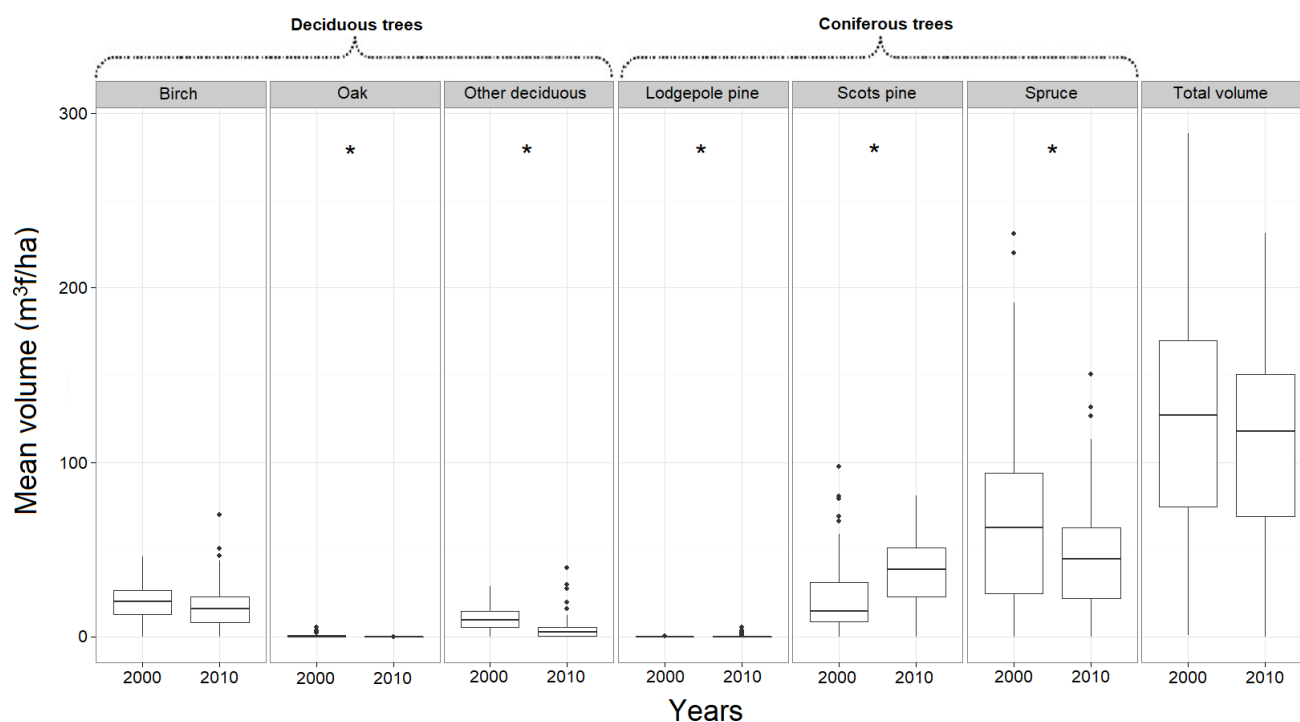 Deciduous trees Coniferous trees
Birch Oak Other deciduous Lodgepole pine Scots pine Spruce Total volume
300
* * * * *
200
Mean volume (m³f/ha)
100
0
2000 2010 2000 2010 2000 2010 2000 2010 2000 2010 2000 2010 2000 2010
Years